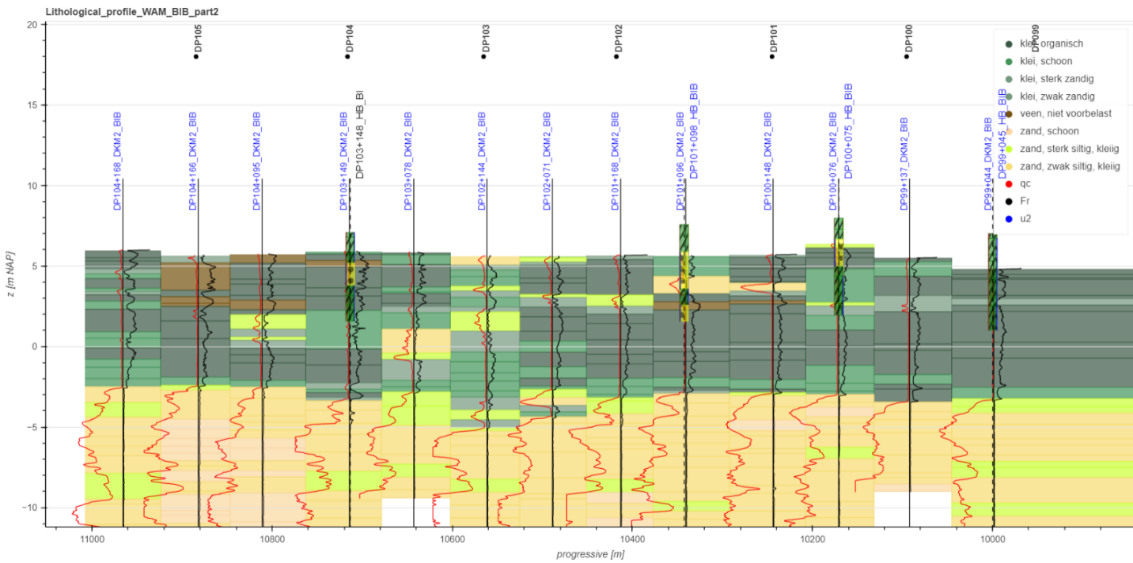 Lithological_profile_WAM_BIB_part2
DP105
DP104
DP103
DP102
DP101
DP100
DP099
klei, organisch
klei, schoon
klei, sterk zandig
klei, zwak zandig
veen, niet voorbelast
zand, schoon
zand, sterk siltig, kleiig
zand, zwak siltig, kleiig
qc
Fr
u2
DP104+168_DKM2_BIB
DP104+166_DKM2_BIB
DP104+095_DKM2_BIB
DP103+149_DKM2_BIB
DP103+148_HB_BI
DP103+078_DKM2_BIB
DP102+144_DKM2_BIB
DP102+071_DKM2_BIB
DP101+168_DKM2_BIB
DP101+096_DKM2_BIB
DP101+098_HB_BIB
DP100+148_DKM2_BIB
DP100+076_DKM2_BIB
DP100+075_HB_BIB
DP99+137_DKM2_BIB
DP99+044_DKM2_BIB
DP99+045_HB_BIB
20
15
10
5
0
−5
−10
z [m NAP]
11000
10800
10600
10400
10200
10000
progressive [m]